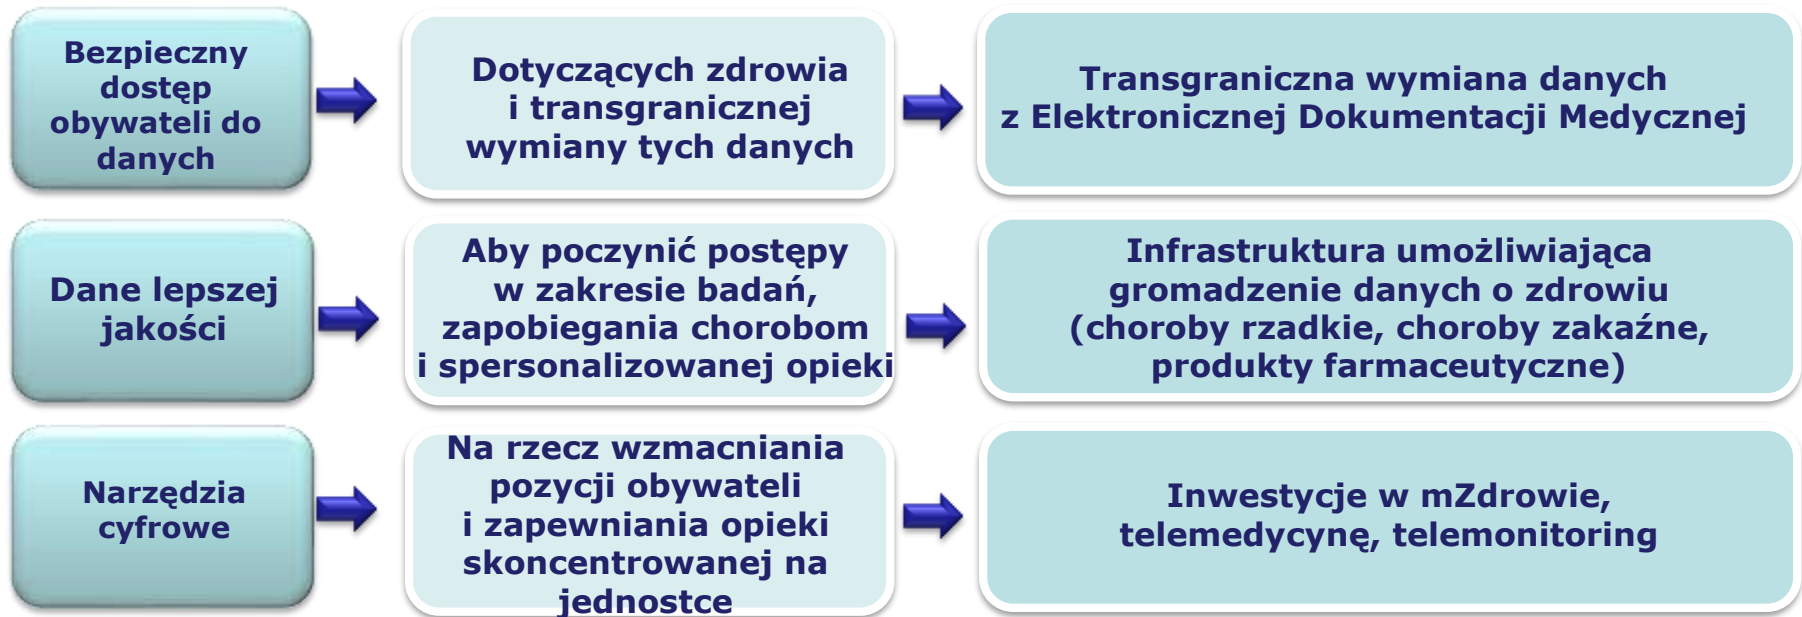 Bezpieczny
dostęp
obywateli do
danych
Dotyczących zdrowia
i transgranicznej
wymiany tych danych
Transgraniczna wymiana danych
z Elektronicznej Dokumentacji Medycznej
Dane lepszej
jakości
Aby poczynić postępy
w zakresie badań,
zapobiegania chorobom
i spersonalizowanej opieki
Infrastruktura umożliwiająca
gromadzenie danych o zdrowiu
(choroby rzadkie, choroby zakaźne,
produkty farmaceutyczne)
Narzędzia
cyfrowe
Na rzecz wzmacniania
pozycji obywateli
i zapewniania opieki
skoncentrowanej na
jednostce
Inwestycje w mZdrowie,
telemedycynę, telemonitoring